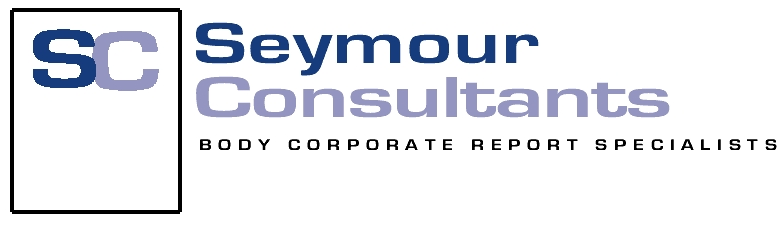 SC
Seymour
Consultants
BODY CORPORATE REPORT SPECIALISTS